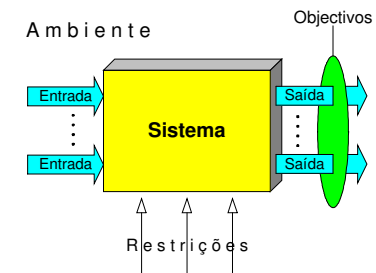 Objectivos
Ambiente
Entrada
Saída
Sistema
Entrada
Saída
Restrições